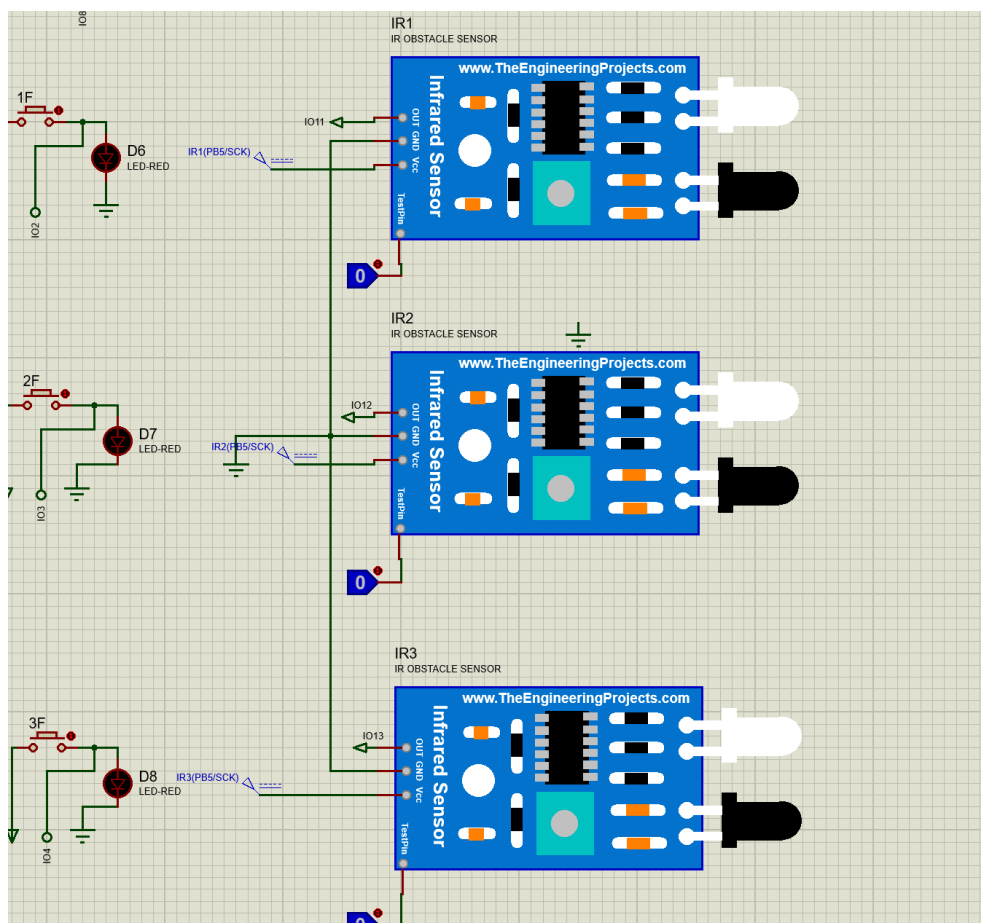 IO8
IR1
IR OBSTACLE SENSOR
www.TheEngineeringProjects.com
Infrared Sensor
OUT
GND
Vcc
TestPin
IO11
IR1(PB5/SCK)
0
1F
D6
LED-RED
IO2
IR2
IR OBSTACLE SENSOR
www.TheEngineeringProjects.com
Infrared Sensor
OUT
GND
Vcc
TestPin
IO12
IR2(PB5/SCK)
0
2F
D7
LED-RED
IO3
IR3
IR OBSTACLE SENSOR
www.TheEngineeringProjects.com
Infrared Sensor
OUT
GND
Vcc
TestPin
IO13
IR3(PB5/SCK)
0
3F
D8
LED-RED
IO4